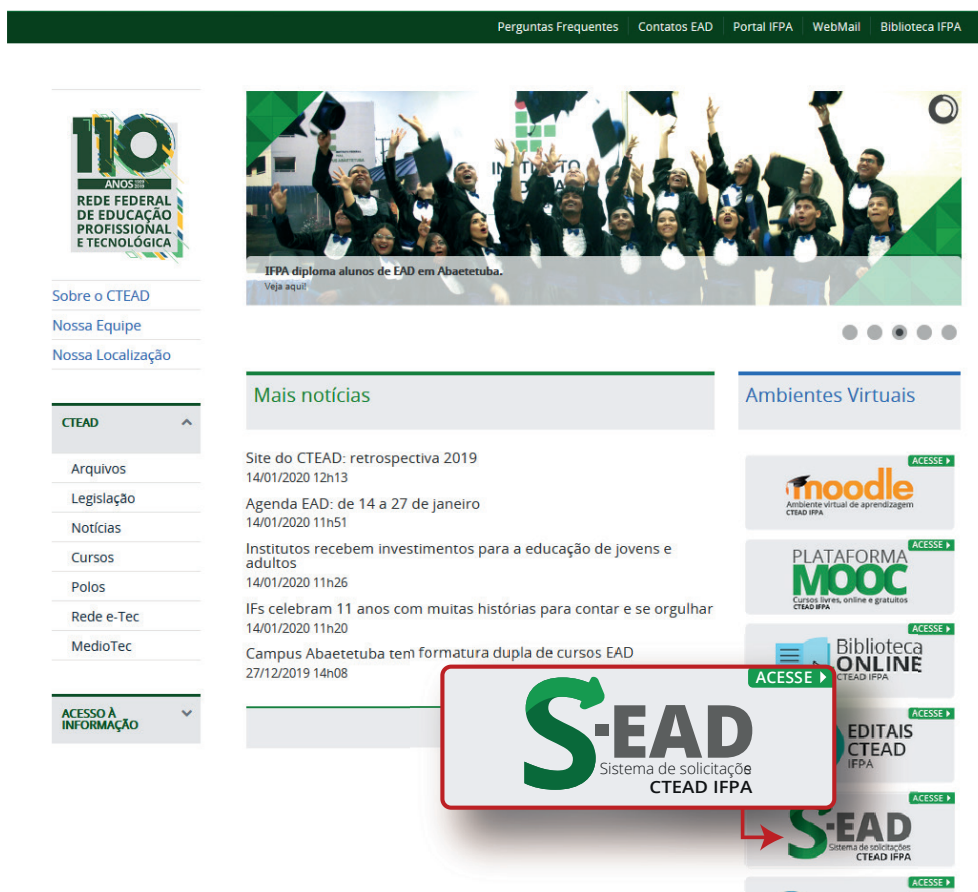 Perguntas Frequentes Contatos EAD Portal IFPA WebMail Biblioteca IFPA
110
ANOS 1909 2019
REDE FEDERAL
DE EDUCAÇÃO
PROFISSIONAL
E TECNOLÓGICA
Sobre o CTEAD
Nossa Equipe
Nossa Localização
CTEAD
Arquivos
Legislação
Notícias
Cursos
Polos
Rede e-Tec
MedioTec
ACESSO À
INFORMAÇÃO
INSTITUTO
IFPA diploma alunos de EAD em Abaetetuba.
Veja aqui!
Mais notícias
Site do CTEAD: retrospectiva 2019
14/01/2020 12h13
Agenda EAD: de 14 a 27 de janeiro
14/01/2020 11h51
Institutos recebem investimentos para a educação de jovens e
adultos
14/01/2020 11h26
IFs celebram 11 anos com muitas histórias para contar e se orgulhar
14/01/2020 11h20
Campus Abaetetuba tem formatura dupla de cursos EAD
27/12/2019 14h08
ACESSE
S-EAD
Sistema de solicitaçõe
CTEAD IFPA
Ambientes Virtuais
ACESSE
moodle
Ambiente virtual de aprendizagem
CTEAD IFPA
ACESSE
PLATAFORMA
MOOC
Cursos livres, online e gratuitos
CTEAD IFPA
ACESSE
Biblioteca
ONLINE
CTEAD IFPA
ACESSE
EDITAIS
CTEAD
IFPA
ACESSE
S-EAD
Sistema de solicitações
CTEAD IFPA
ACESSE